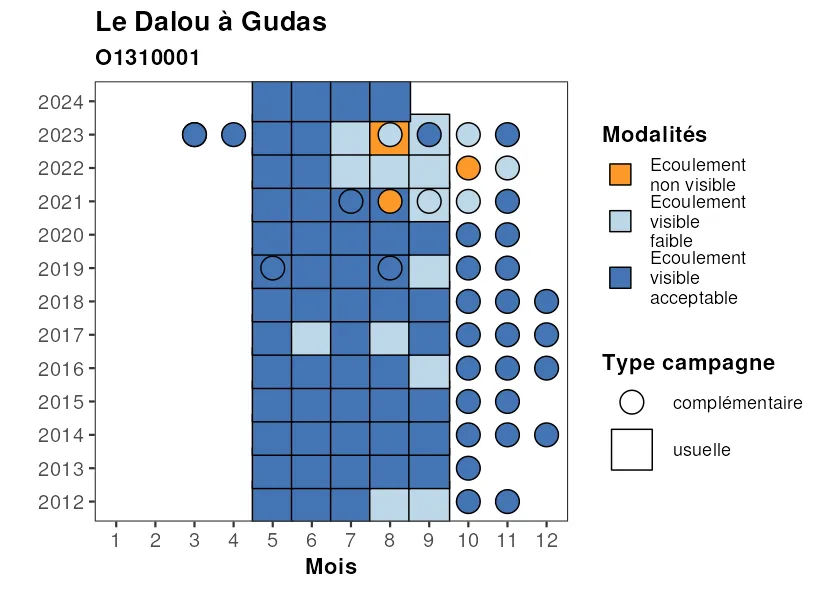 Le Dalou à Gudas
O1310001
2024
2023
2022
2021
2020
2019
2018
2017
2016
2015
2014
2013
2012
1 2 3 4 5 6 7 8 9 10 11 12
Mois
Modalités
Ecoulement
non visible
Ecoulement
visible
faible
Ecoulement
visible
acceptable
Type campagne
complémentaire
usuelle